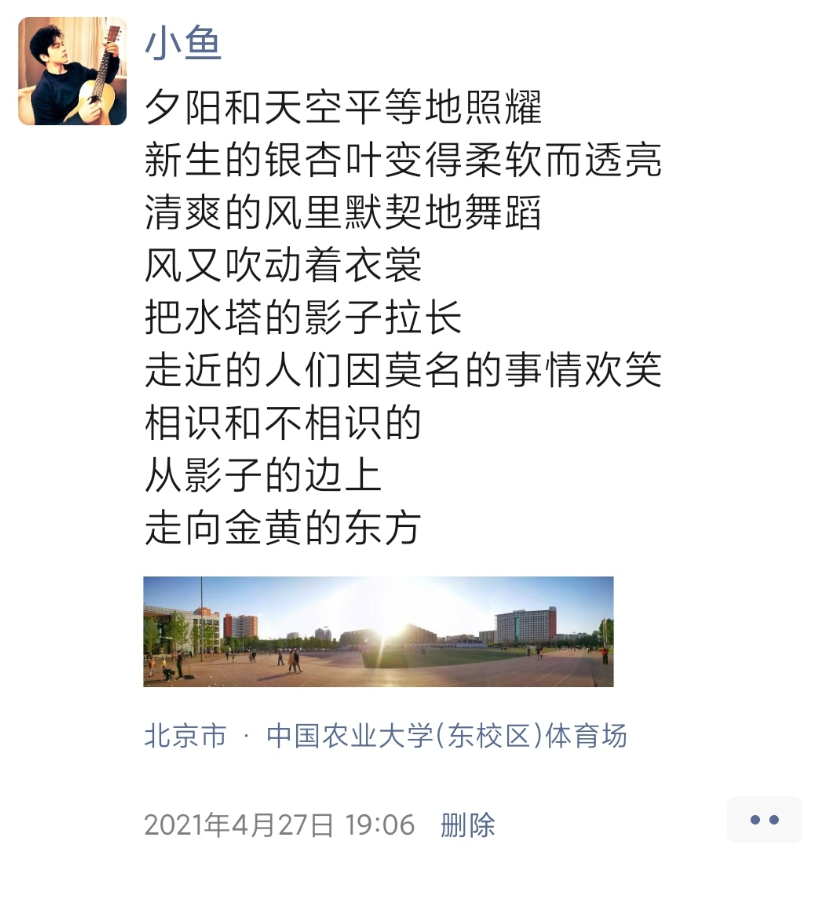 小鱼
夕阳和天空平等地照耀
新生的银杏叶变得柔软而透亮
清爽的风里默契地舞蹈
风又吹动着衣裳
把水塔的影子拉长
走近的人们因莫名的事情欢笑
相识和不相识的
从影子的边上
走向金黄的东方
北京市 · 中国农业大学(东校区)体育场
2021年4月27日 19:06 删除